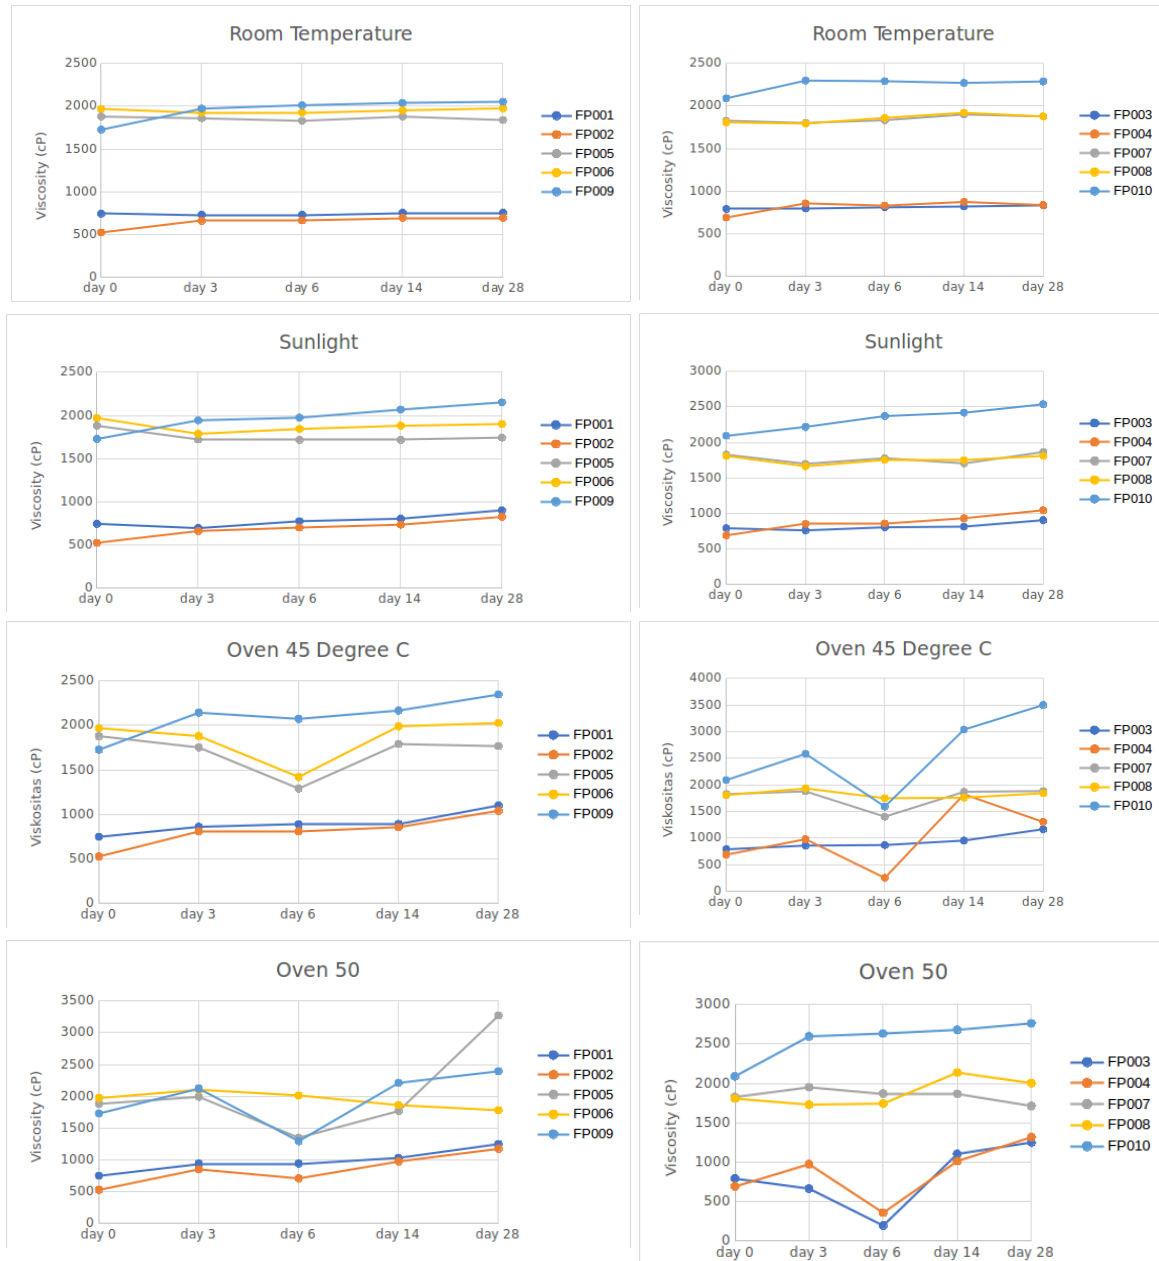 Room Temperature
Viscosity (cP)
2500
2000
1500
1000
500
0
day 0 day 3 day 6 day 14 day 28
FP001
FP002
FP005
FP006
FP009
Room Temperature
Viscosity (cP)
2500
2000
1500
1000
500
0
day 0 day 3 day 6 day 14 day 28
FP003
FP004
FP007
FP008
FP010
Sunlight
Viscosity (cP)
2500
2000
1500
1000
500
0
day 0 day 3 day 6 day 14 day 28
FP001
FP002
FP005
FP006
FP009
Sunlight
Viscosity (cP)
3000
2500
2000
1500
1000
500
0
day 0 day 3 day 6 day 14 day 28
FP003
FP004
FP007
FP008
FP010
Oven 45 Degree C
Viskositas (cP)
2500
2000
1500
1000
500
0
day 0 day 3 day 6 day 14 day 28
FP001
FP002
FP005
FP006
FP009
Oven 45 Degree C
Viskositas (cP)
4000
3500
3000
2500
2000
1500
1000
500
0
day 0 day 3 day 6 day 14 day 28
FP003
FP004
FP007
FP008
FP010
Oven 50
Viscosity (cP)
3500
3000
2500
2000
1500
1000
500
0
day 0 day 3 day 6 day 14 day 28
FP001
FP002
FP005
FP006
FP009
Oven 50
Viscosity (cP)
3000
2500
2000
1500
1000
500
0
day 0 day 3 day 6 day 14 day 28
FP003
FP004
FP007
FP008
FP010